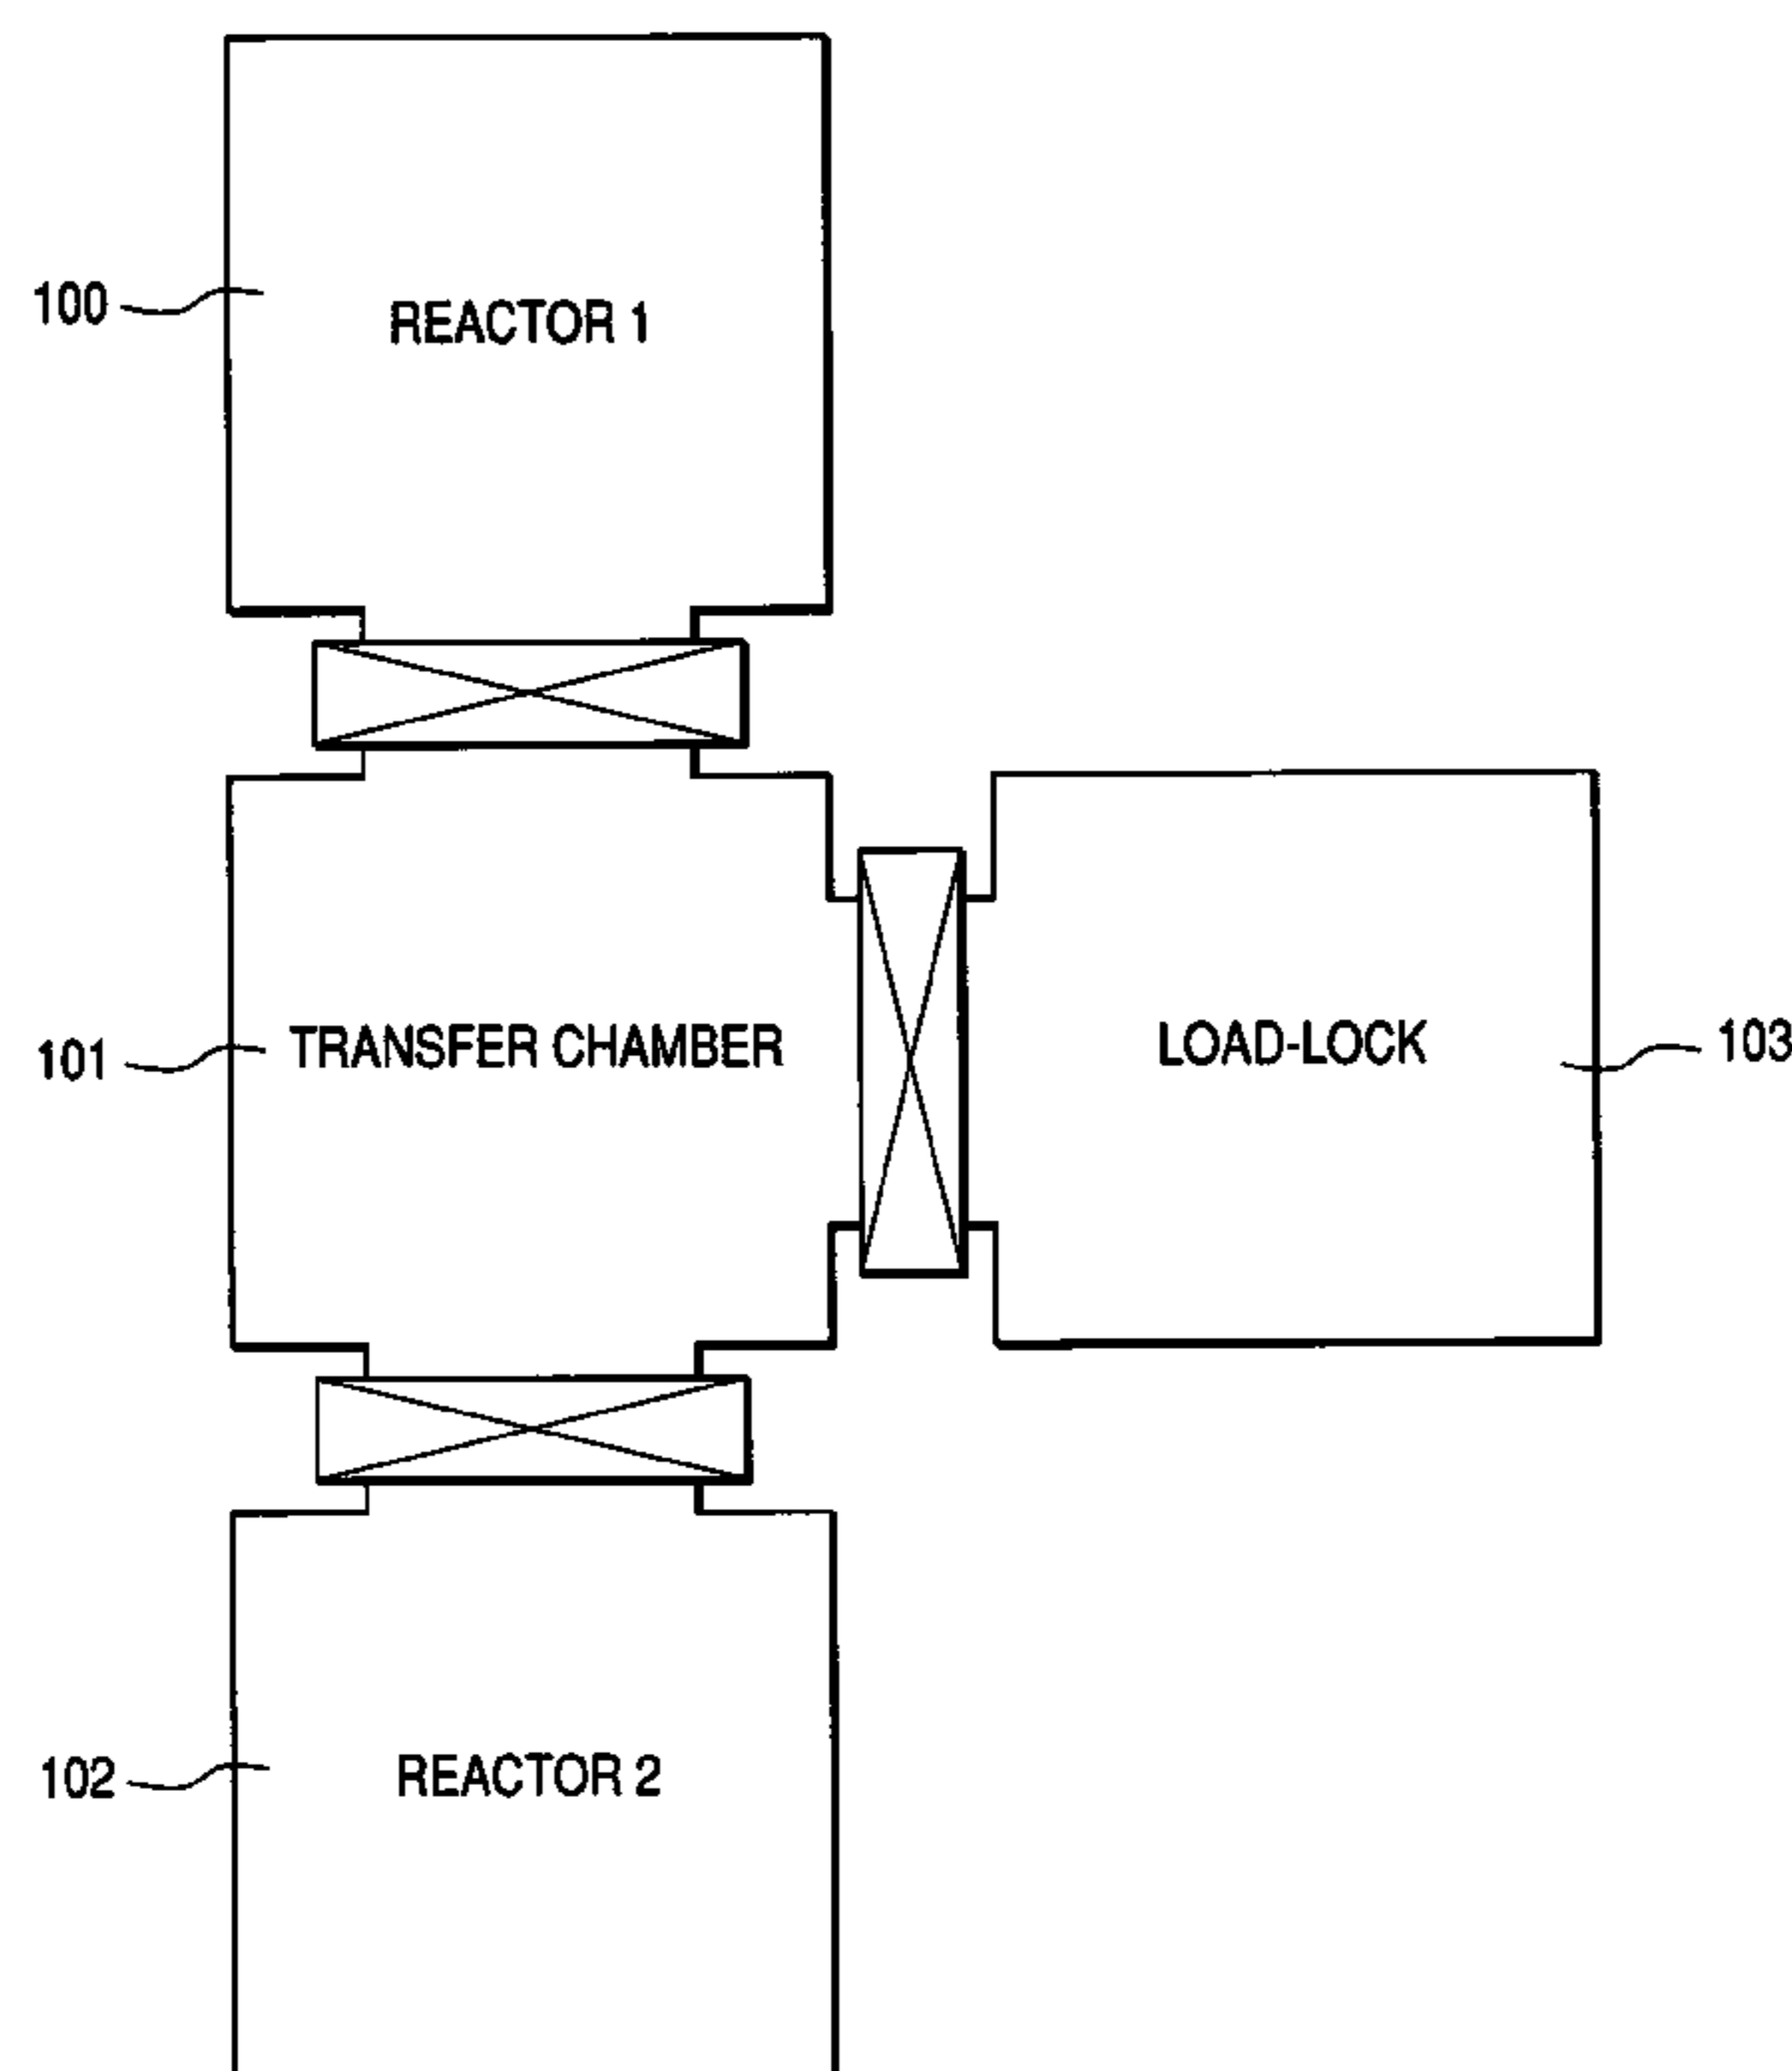 100
REACTOR 1
101
TRANSFER CHAMBER
LOAD-LOCK
103
102
REACTOR 2